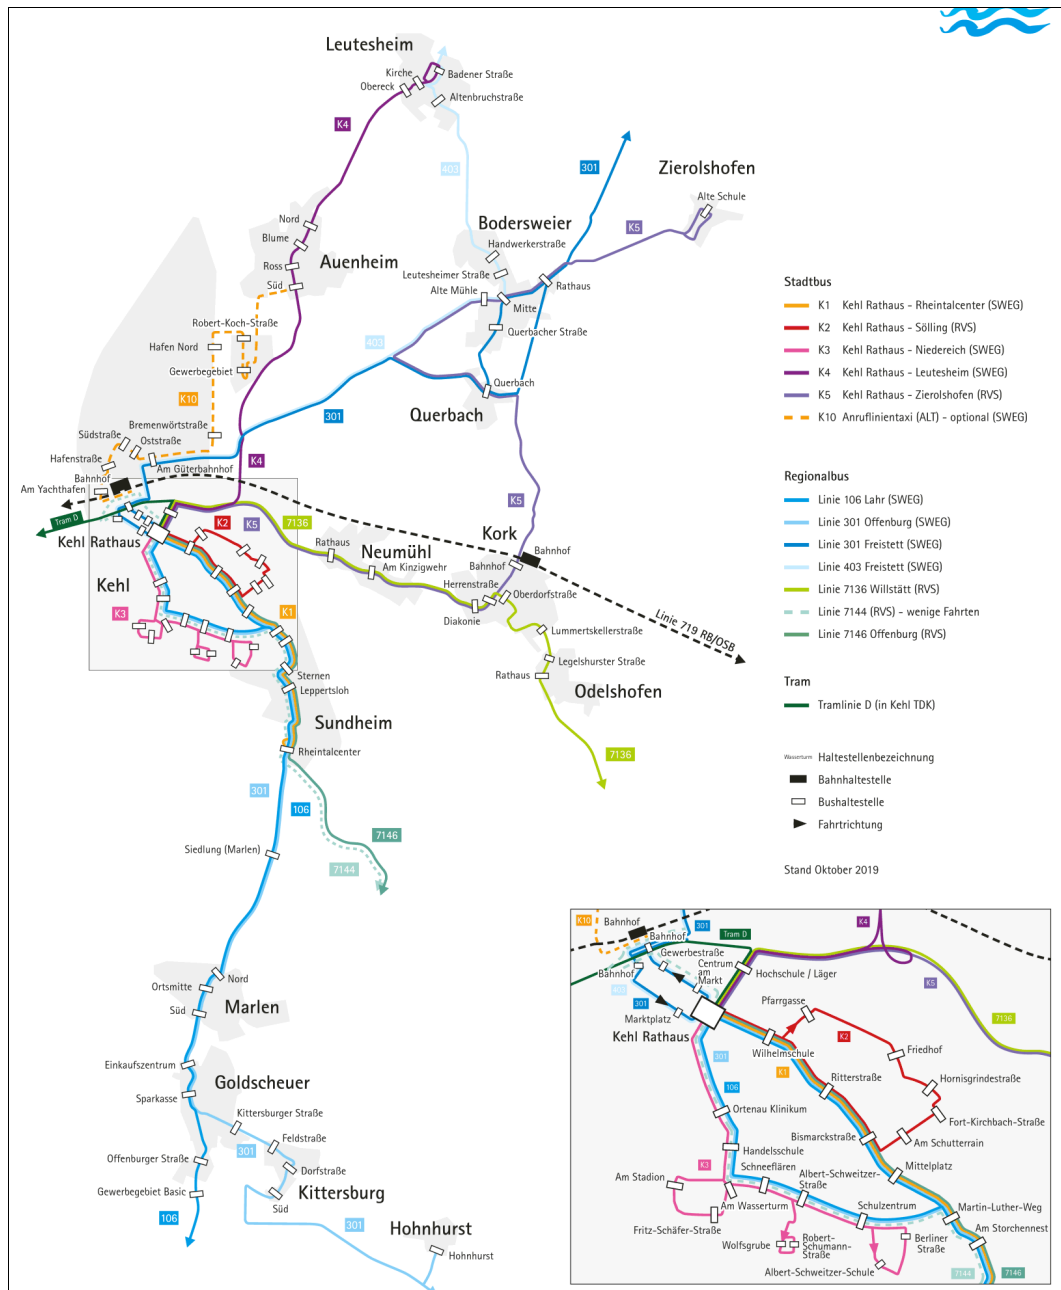 Leutesheim
Kirche
Obereck
Badener Straße
Altenbruchstraße
K4
403
301
Zierolshofen
Alte Schule
K5
Bodersweier
Handwerkerstraße
Leutesheimer Straße
Alte Mühle
Rathaus
Mitte
Querbacher Straße
Nord
Blume
Ross
Süd
Auenheim
Robert-Koch-Straße
Hafen Nord
Gewerbegebiet
403
K10
301
Querbach
Querbach
Bremenwörtstraße
Südstraße
Oststraße
Hafenstraße
Am Güterbahnhof
Bahnhof
Am Yachthafen
K4
K5
Tram D
K2
K5
7136
Kehl Rathaus
Rathaus
Neumühl
Am Kinzigwehr
Kork
Bahnhof
Bahnhof
Herrenstraße
Oberdorfstraße
Diakonie
Kehl
K3
K1
Lummertskellerstraße
Linie 719 RB/OSB
Legelshurster Straße
Rathaus
Odelshofen
Sternen
Leppertsloh
Sundheim
Rheintalcenter
7136
301
106
7146
7144
Siedlung (Marlen)
Nord
Ortsmitte
Süd
Marlen
Einkaufszentrum
Goldscheuer
Sparkasse
Kittersburger Straße
Feldstraße
301
Dorfstraße
Offenburger Straße
Kittersburg
Gewerbegebiet Basic
Süd
106
301
Hohnhurst
Hohnhurst
Stadtbus
K1 Kehl Rathaus - Rheintalcenter (SWEG)
K2 Kehl Rathaus - Sölling (RVS)
K3 Kehl Rathaus - Niedereich (SWEG)
K4 Kehl Rathaus - Leutesheim (SWEG)
K5 Kehl Rathaus - Zierolshofen (RVS)
K10 Anruflinientaxi (ALT) - optional (SWEG)
Regionalbus
Linie 106 Lahr (SWEG)
Linie 301 Offenburg (SWEG)
Linie 301 Freistett (SWEG)
Linie 403 Freistett (SWEG)
Linie 7136 Willstätt (RVS)
Linie 7144 (RVS) - wenige Fahrten
Linie 7146 Offenburg (RVS)
Tram
Tramlinie D (in Kehl TDK)
Wasserturm Haltestellenbezeichnung
Bahnhaltestelle
Bushaltestelle
Fahrtrichtung
Stand Oktober 2019
K10
Bahnhof
301
Bahnhof
Tram D
K4
Gewerbestraße
Bahnhof
Centrum
am
Markt
Hochschule / Läger
403
301
Marktplatz
Pfarrgasse
K5
7136
Kehl Rathaus
K2
Wilhelmschule
Friedhof
301
K1
106
Ritterstraße
Hornisgrindestraße
Ortenau Klinikum
Fort-Kirchbach-Straße
Bismarckstraße
Am Schutterrain
Handelsschule
K3
Schneeflären
Albert-Schweitzer-
Straße
Mittelplatz
Am Stadion
Am Wasserturm
Schulzentrum
Martin-Luther-Weg
Fritz-Schäfer-Straße
Am Storchennest
Wolfsgrube
Robert-
Schumann-
Straße
Berliner
Straße
Albert-Schweitzer-Schule
7144
7146